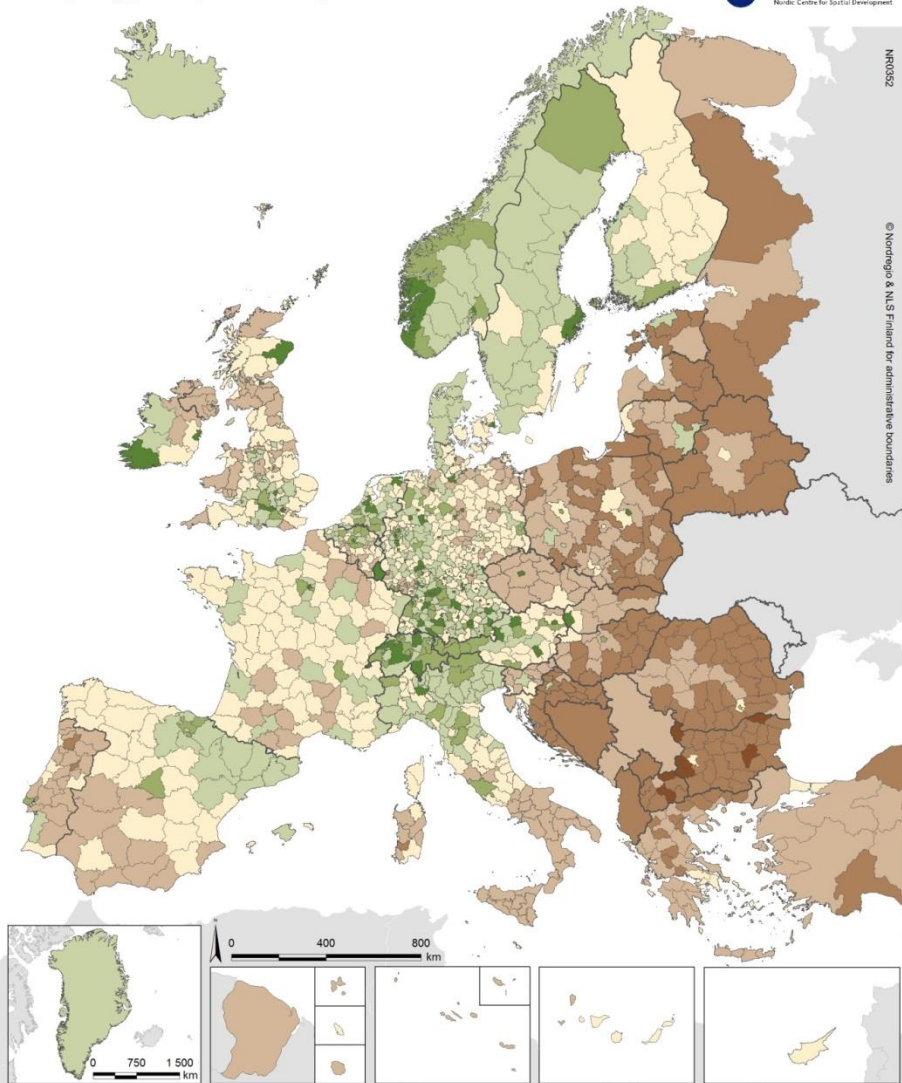 Nordic Centre for Spatial Development
NR0352
© Nordregio & NLS Finland for administrative boundaries
0 400 800
km
0 750 1 500
km